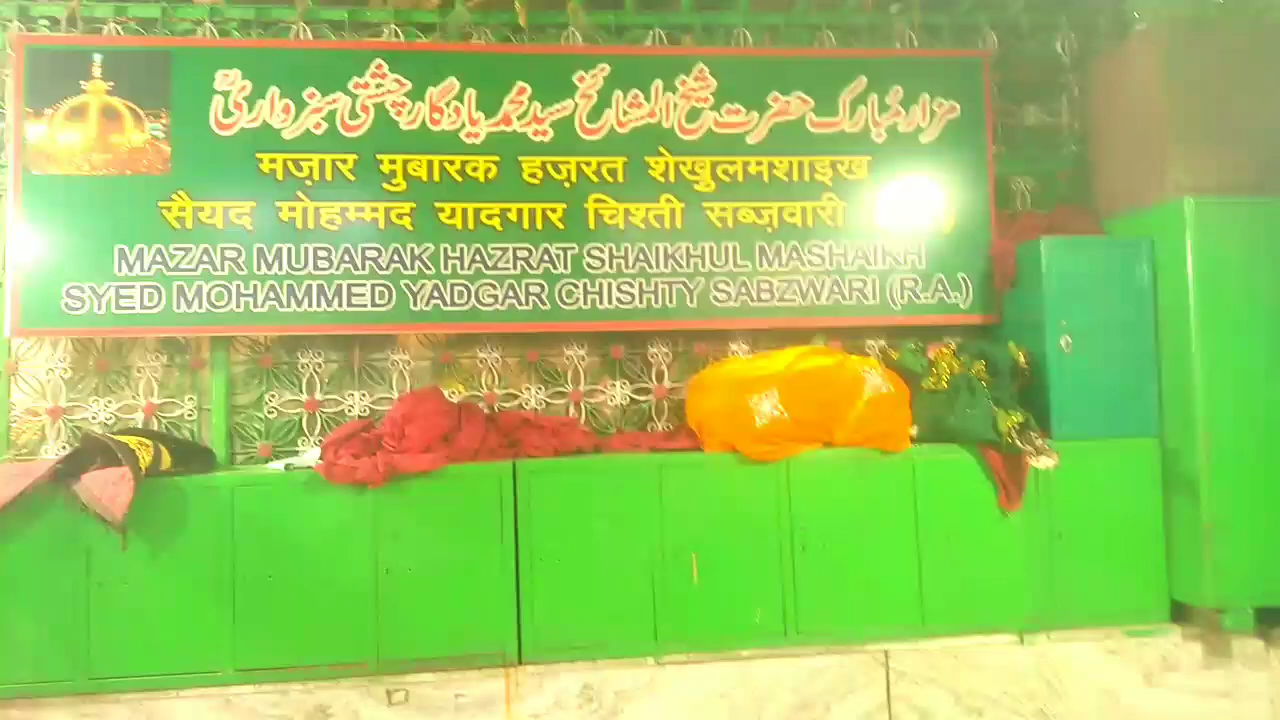 مزار مُبارک حضرت شیخ المشائخ سید محمد یادگار چشتی سبزواریؒ
मज़ार मुबारक हज़रत शेखुलमशाइख
सैयद मोहम्मद यादगार चिश्ती सब्ज़वारी
MAZAR MUBARAK HAZRAT SHAIKHUL MASHAIKH
SYED MOHAMMED YADGAR CHISHTY SABZWARI (R.A.)